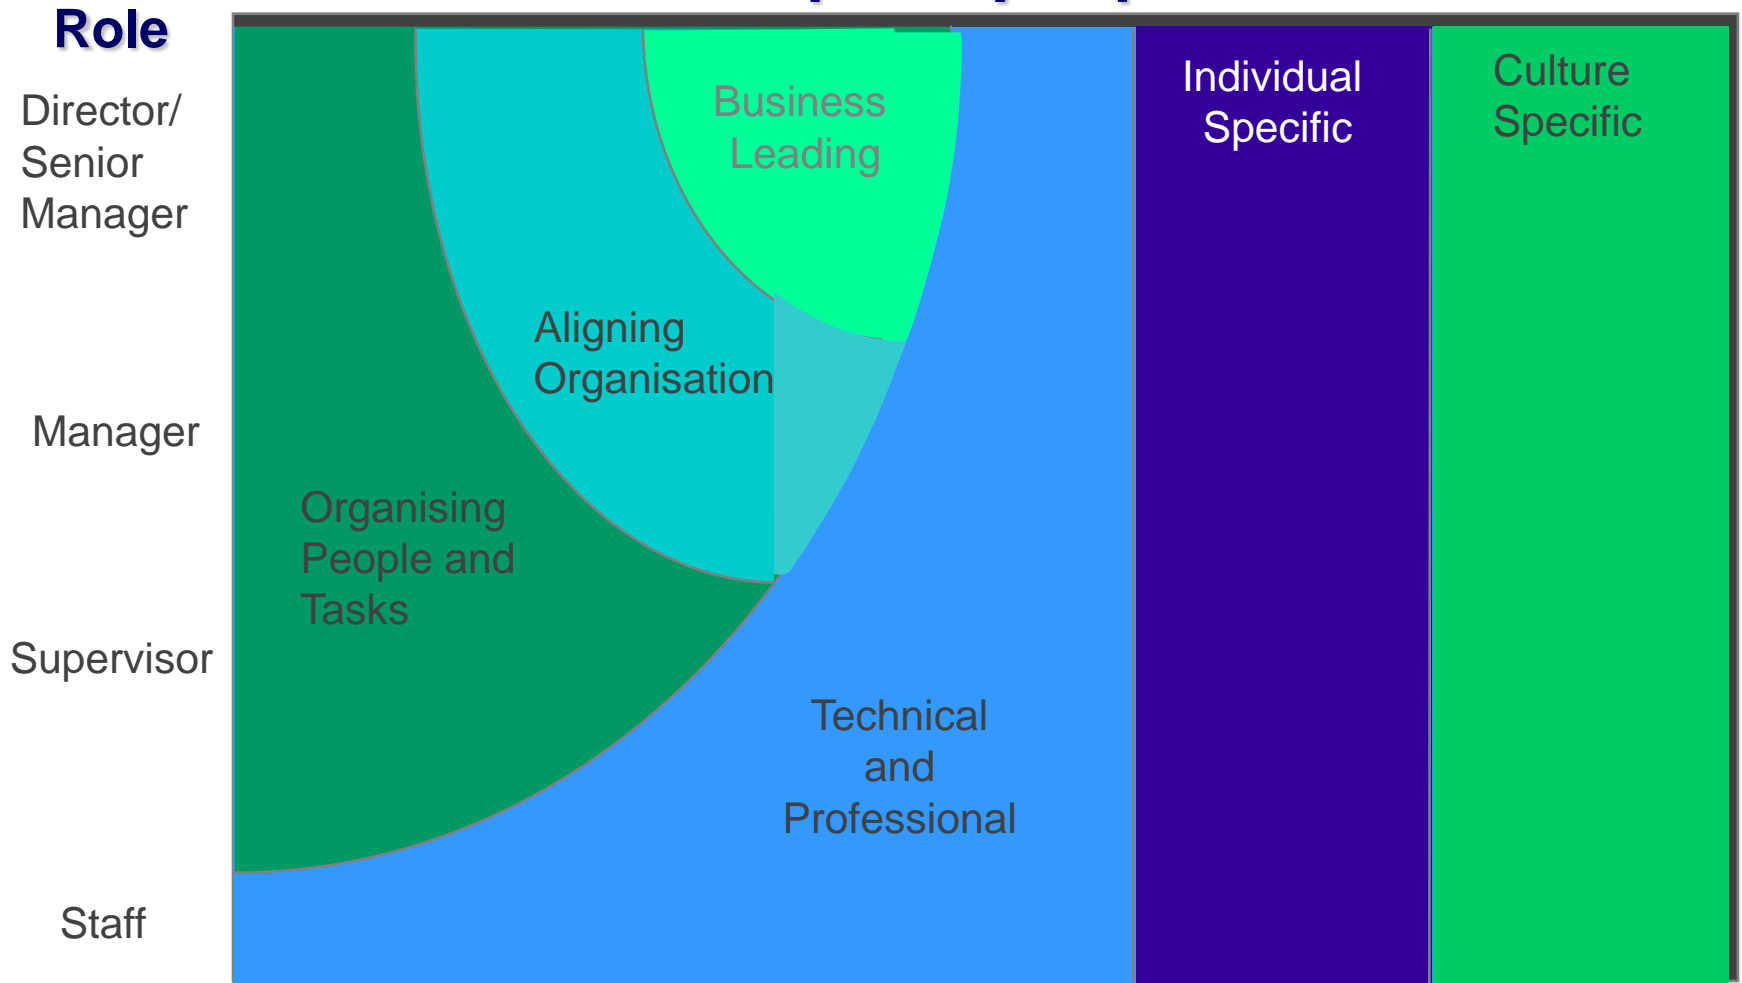 Role
Director/
Senior
Manager
Manager
Supervisor
Staff
Business
Leading
Aligning
Organisation
Organising
People and
Tasks
Technical
and
Professional
Individual
Specific
Culture
Specific